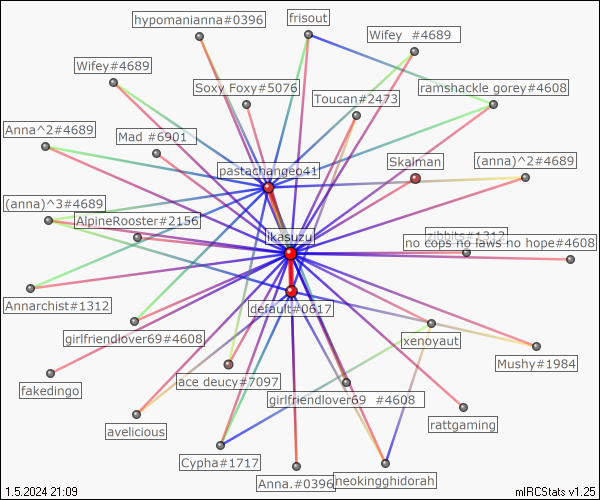 hypomanianna#0396
frisout
Wifey #4689
Wifey#4689
Soxy Foxy#5076
Toucan#2473
ramshackle gorey#4608
Anna^2#4689
Mad #6901
pastachangeo41
Skalman
(anna)^2#4689
(anna)^3#4689
AlpineRooster#2156
ikasuzu
zibbits#1312
no cops no laws no hope#4608
Annarchist#1312
default#0617
girlfriendlover69#4608
xenoyaut
Mushy#1984
fakedingo
ace deucy#7097
girlfriendlover69 #4608
avelicious
rattgaming
Cypha#1717
Anna.#0396
neokingghidorah
1.5.2024 21:09
mIRCStats v1.25